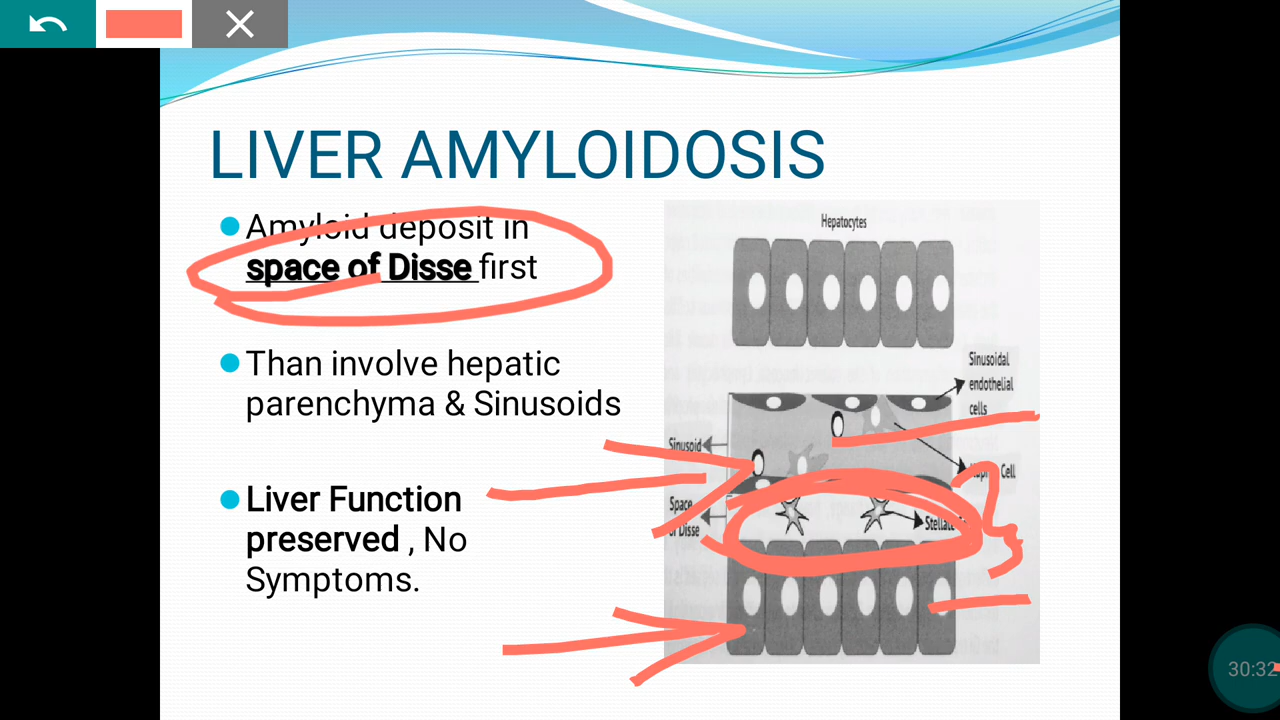 LIVER AMYLOIDOSIS
Amyloid deposit in
space of Disse first
Than involve hepatic
parenchyma & Sinusoids
Liver Function
preserved , No
Symptoms.
Hepatocytes
Sinusoidal
endothelial
cells
Sinusoid
Cell
Space
of Disse
30:32